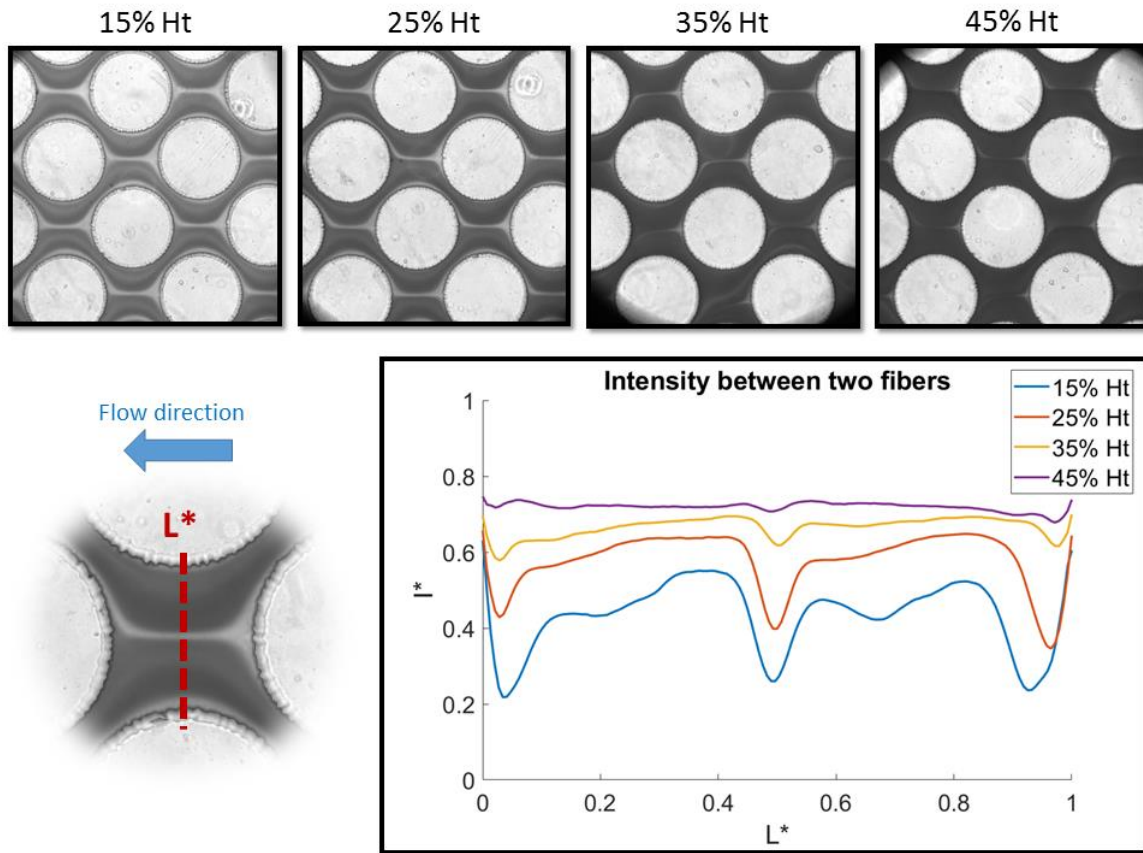 15% Ht
25% Ht
35% Ht
45% Ht
Flow direction
L*
Intensity between two fibers
15% Ht
25% Ht
35% Ht
45% Ht
1
0.8
0.6
0.4
0.2
0
I*
0
0.2
0.4
0.6
0.8
1
L*